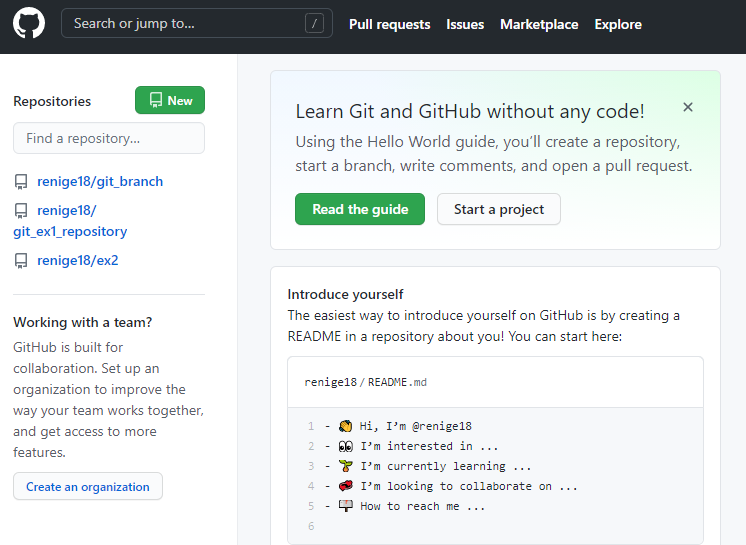 Search or jump to...
/
Pull requests
Issues
Marketplace
Explore
Repositories
New
Find a repository...
renige18/git_branch
renige18/
git_ex1_repository
renige18/ex2
Working with a team?
GitHub is built for
collaboration. Set up an
organization to improve the
way your team works together,
and get access to more
features.
Create an organization
Learn Git and GitHub without any code!
Using the Hello World guide, you’ll create a repository,
start a branch, write comments, and open a pull request.
Read the guide
Start a project
Introduce yourself
The easiest way to introduce yourself on GitHub is by creating a
README in a repository about you! You can start here:
renige18/README.md
1 - 👋 Hi, I’m @renige18
2 - 👀 I’m interested in ...
3 - 🌱 I’m currently learning ...
4 - 💞️ I’m looking to collaborate on ...
5 - 📫 How to reach me ...
6